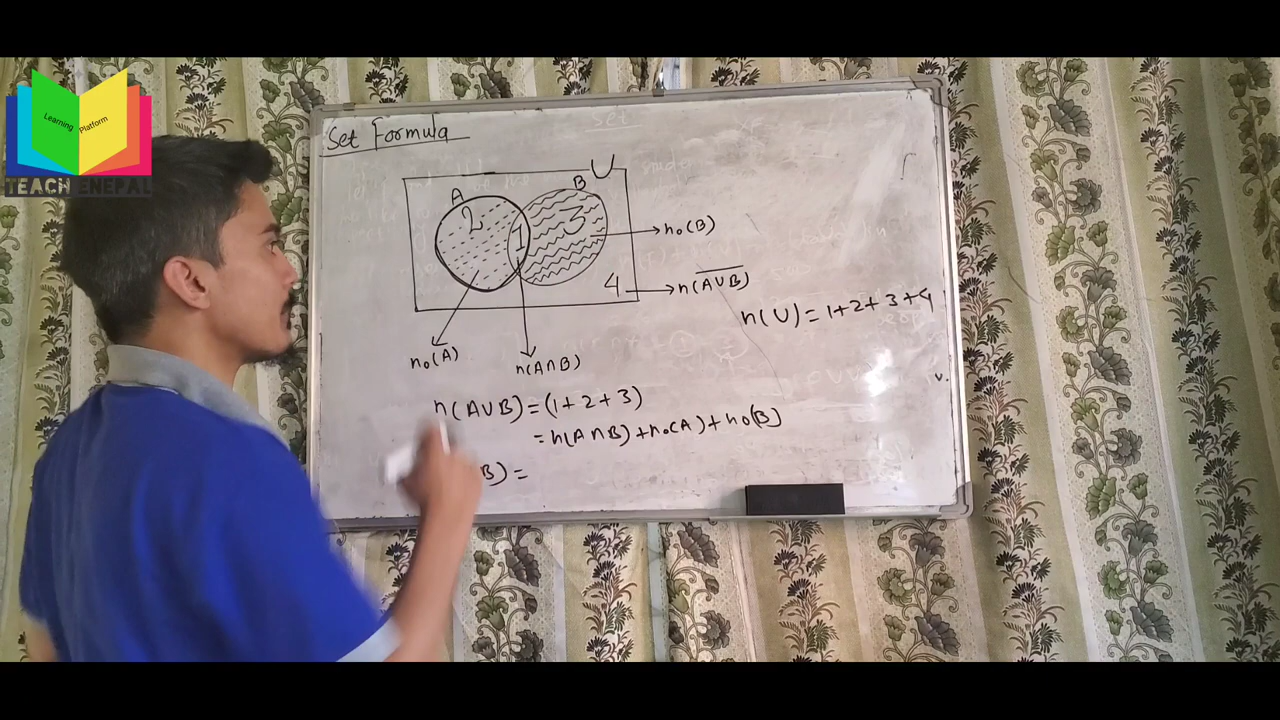 Learning Platform
TEACH ENEPAL
Set Formula
set
U
A
B
2
1
3
4
n₀(B)
n(A∪B)̅
n(U) = 1+2+3+4
n₀(A)
n(A∩B)
n(A∪B) = (1+2+3)
= n(A∩B) + n₀(A) + n₀(B)
B) =